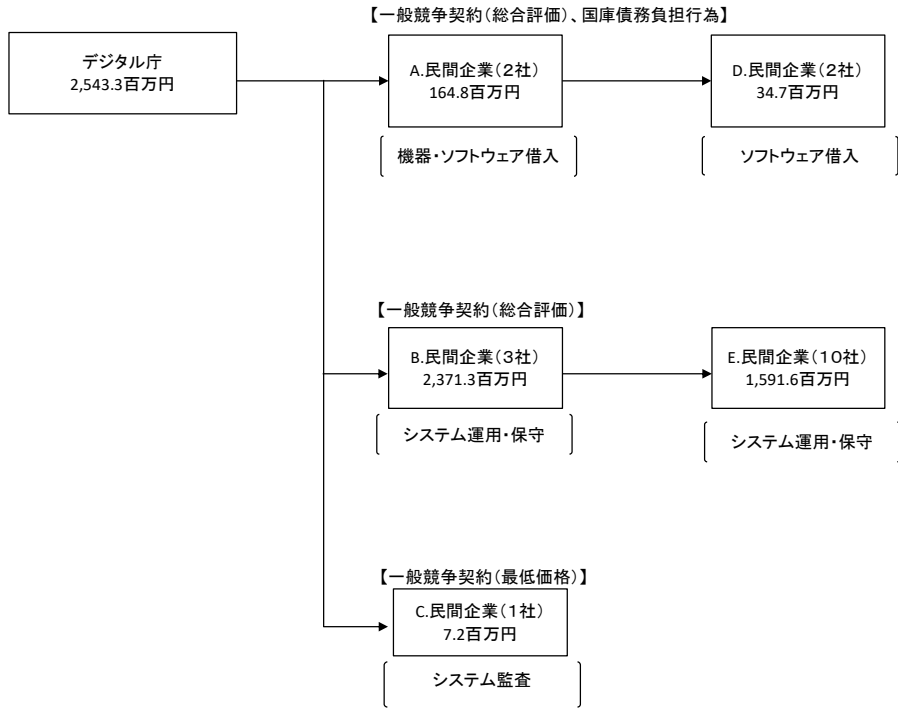 【一般競争契約(総合評価)、国庫債務負担行為】
デジタル庁
2,543.3百万円
A.民間企業(2社)
164.8百万円
D.民間企業(2社)
34.7百万円
機器・ソフトウェア借入
ソフトウェア借入
【一般競争契約(総合評価)】
B.民間企業(3社)
2,371.3百万円
E.民間企業(10社)
1,591.6百万円
システム運用・保守
システム運用・保守
【一般競争契約(最低価格)】
C.民間企業(1社)
7.2百万円
システム監査